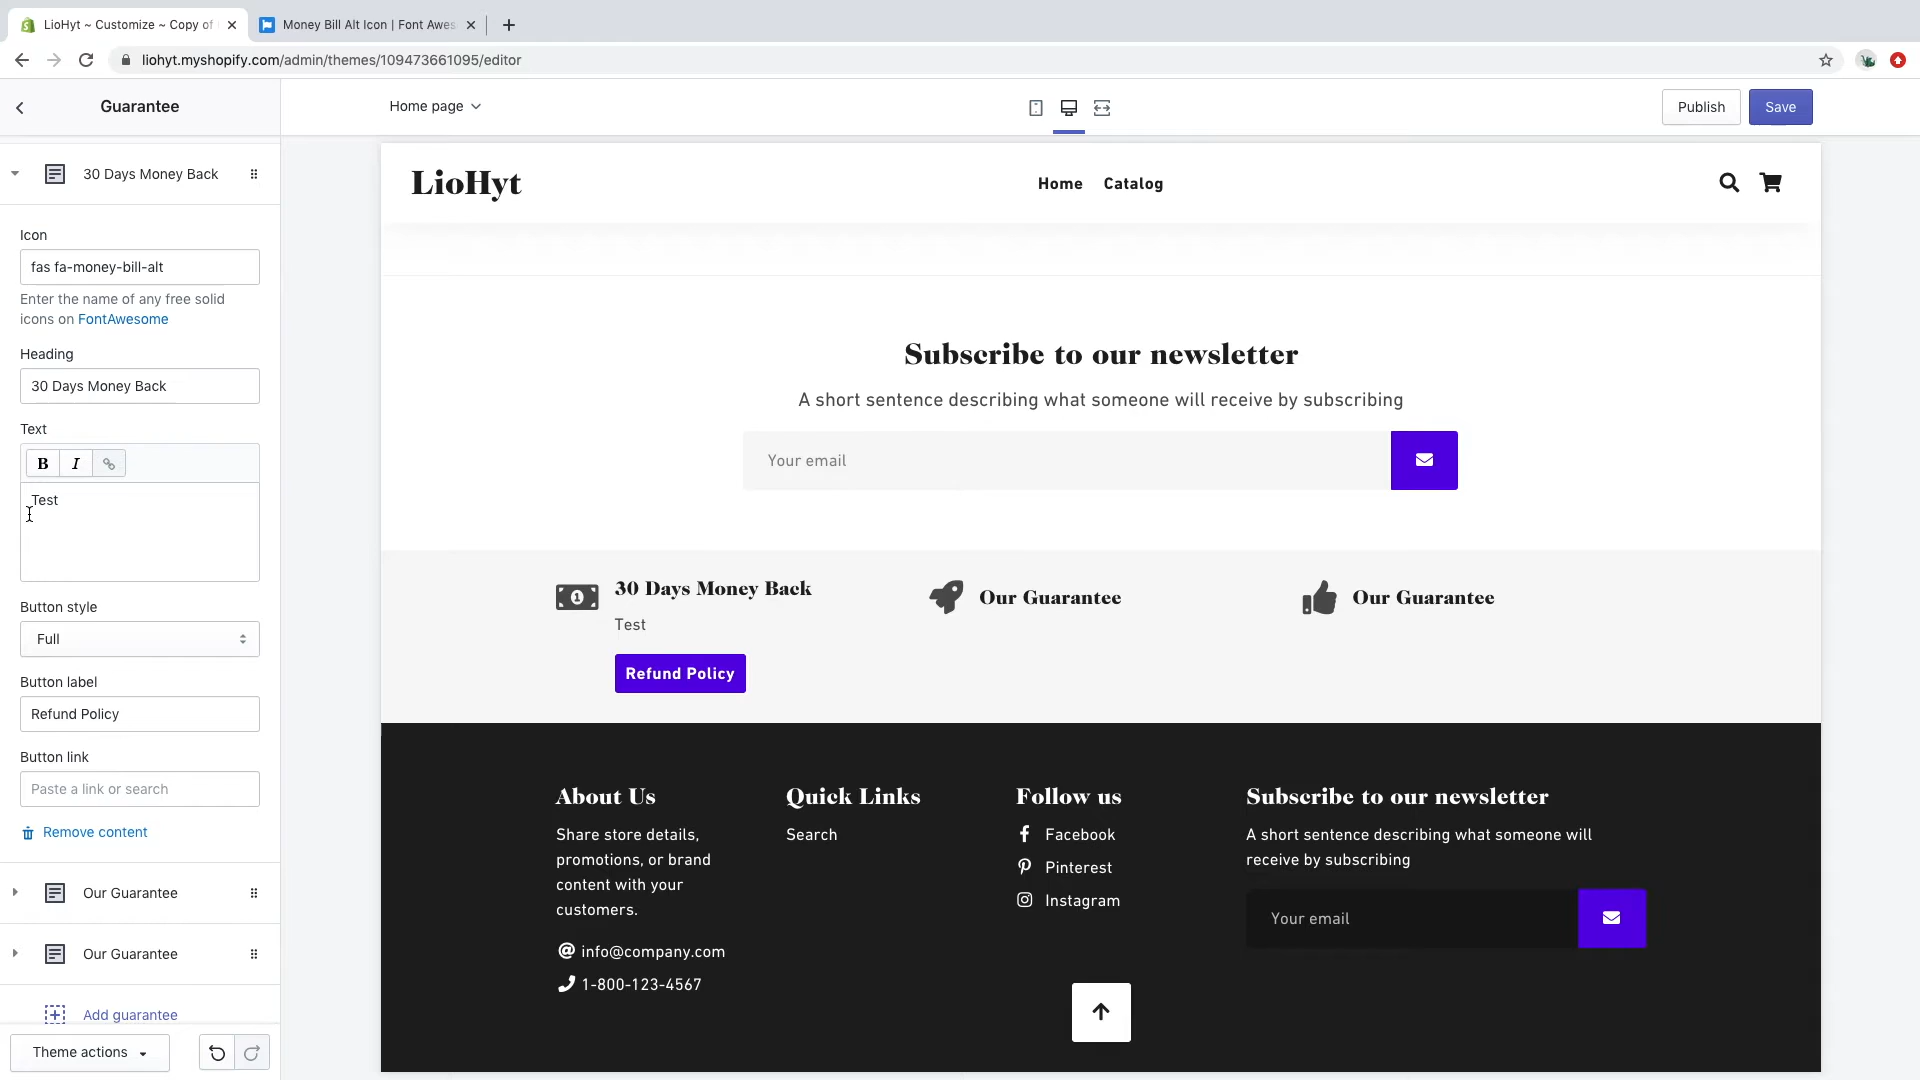 LioHyt ~ Customize ~ Copy of
Money Bill Alt Icon | Font Awes
liohyt.myshopify.com/admin/themes/109473661095/editor
Guarantee
Home page
Publish
Save
30 Days Money Back
Icon
fas fa-money-bill-alt
Enter the name of any free solid
icons on FontAwesome
Heading
30 Days Money Back
Text
B I
Test
Button style
Full
Button label
Refund Policy
Button link
Paste a link or search
Remove content
Our Guarantee
Our Guarantee
Add guarantee
Theme actions
LioHyt
Home
Catalog
Subscribe to our newsletter
A short sentence describing what someone will receive by subscribing
Your email
1
30 Days Money Back
Test
Refund Policy
Our Guarantee
Our Guarantee
About Us
Share store details,
promotions, or brand
content with your
customers.
info@company.com
1-800-123-4567
Quick Links
Search
Follow us
Facebook
Pinterest
Instagram
Subscribe to our newsletter
A short sentence describing what someone will
receive by subscribing
Your email